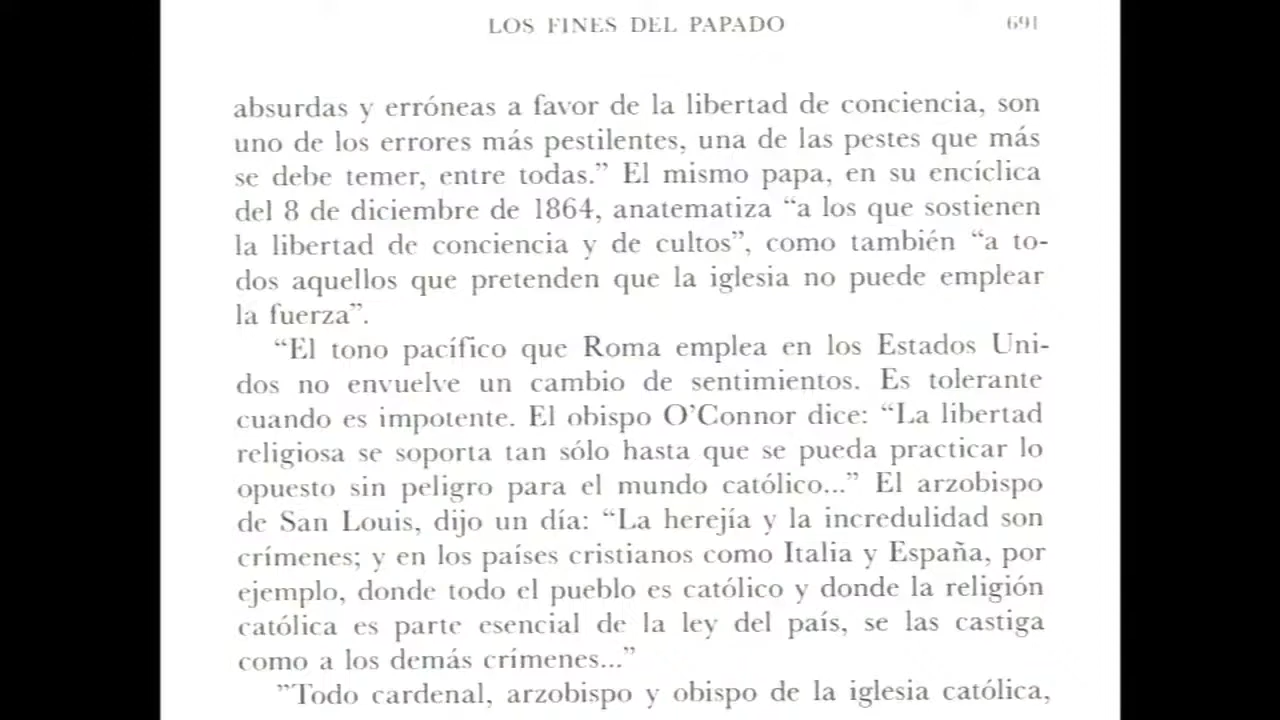 LOS FINES DEL PAPADO 691
absurdas y erróneas a favor de la libertad de conciencia, son
uno de los errores más pestilentes, una de las pestes que más
se debe temer, entre todas.” El mismo papa, en su encíclica
del 8 de diciembre de 1864, anatematiza “a los que sostienen
la libertad de conciencia y de cultos”, como también “a to-
dos aquellos que pretenden que la iglesia no puede emplear
la fuerza”.
“El tono pacífico que Roma emplea en los Estados Uni-
dos no envuelve un cambio de sentimientos. Es tolerante
cuando es impotente. El obispo O’Connor dice: “La libertad
religiosa se soporta tan sólo hasta que se pueda practicar lo
opuesto sin peligro para el mundo católico...” El arzobispo
de San Louis, dijo un día: “La herejía y la incredulidad son
crímenes; y en los países cristianos como Italia y España, por
ejemplo, donde todo el pueblo es católico y donde la religión
católica es parte esencial de la ley del país, se las castiga
como a los demás crímenes...”
”Todo cardenal, arzobispo y obispo de la iglesia católica,